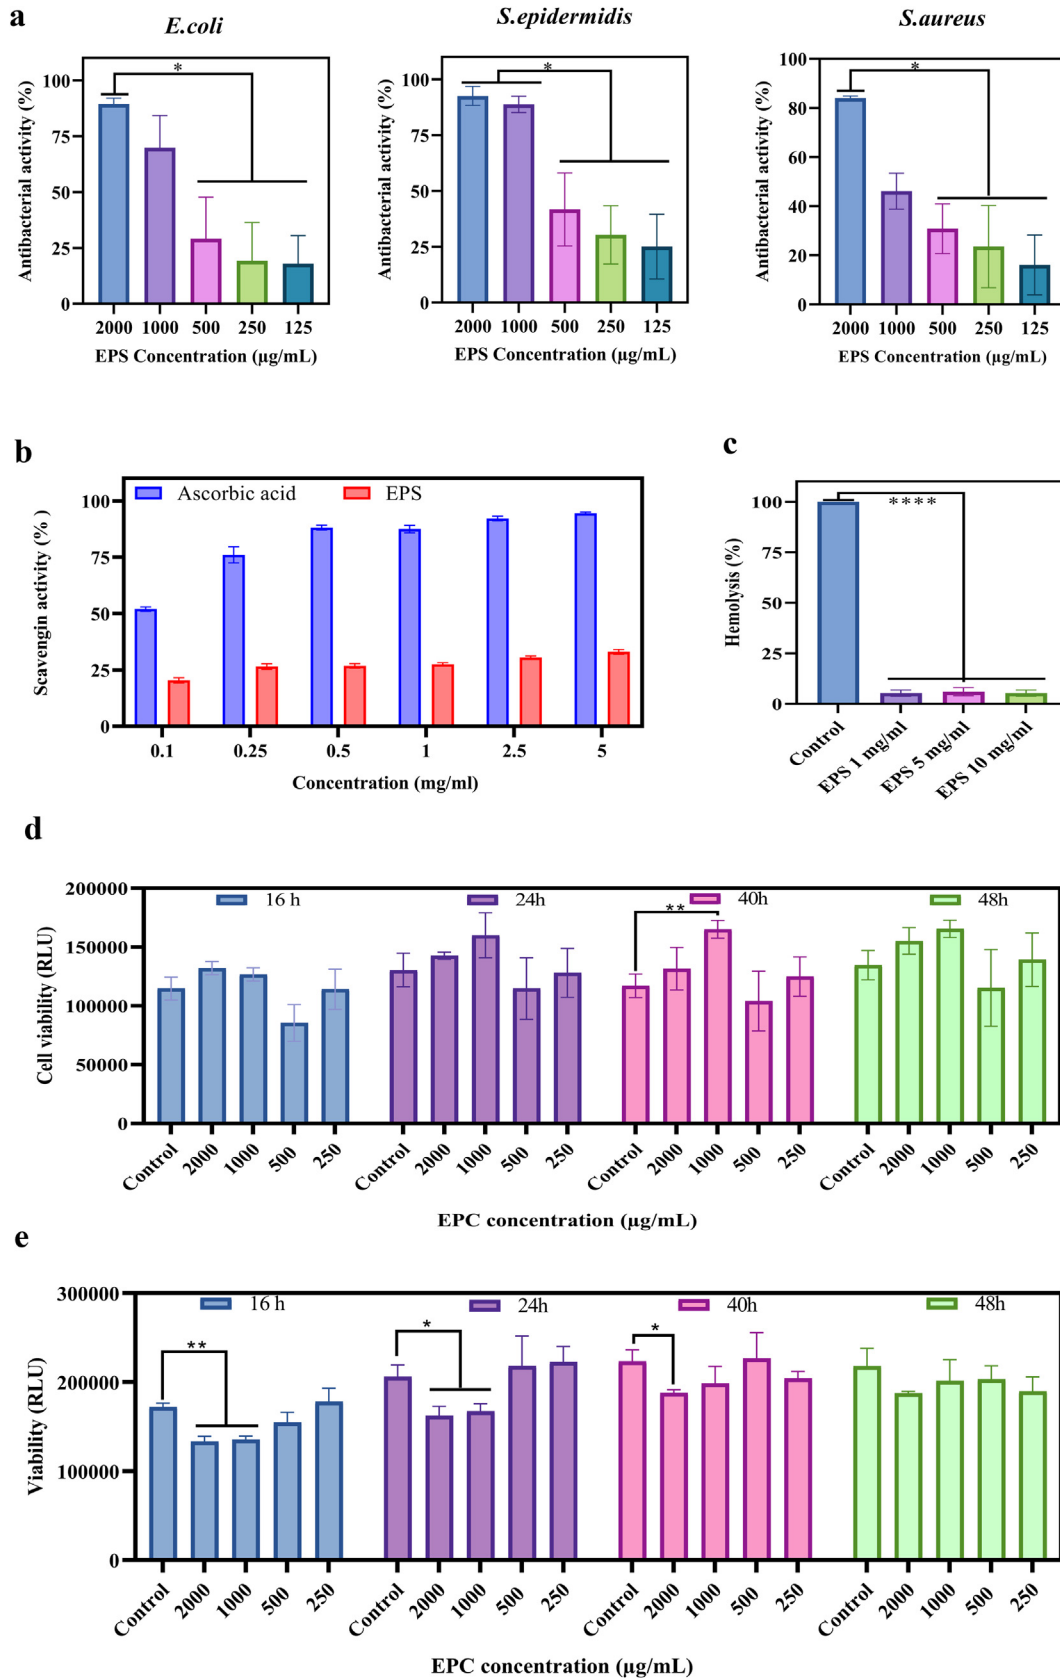 a
E.coli
S.epidermidis
S.aureus
Antibacterial activity (%)
100
75
50
25
0
*
2000 1000 500 250 125
EPS Concentration (µg/mL)
Antibacterial activity (%)
100
75
50
25
0
*
2000 1000 500 250 125
EPS Concentration (µg/mL)
Antibacterial activity (%)
100
80
60
40
20
0
*
2000 1000 500 250 125
EPS Concentration (µg/mL)
b
Scavengin activity (% )
100
75
50
25
0
Ascorbic acid EPS
0.1 0.25 0.5 1 2.5 5
Concentration (mg/ml)
c
Hemolysis (%)
100
75
50
25
0
****
Control EPS 1 mg/ml EPS 5 mg/ml EPS 10 mg/ml
d
Cell viability (RLU)
200000
150000
100000
50000
0
16 h 24h 40h 48h
**
Control 2000 1000 500 250 Control 2000 1000 500 250 Control 2000 1000 500 250 Control 2000 1000 500 250
EPC concentration (µg/mL)
e
Viability (RLU)
300000
200000
100000
0
16 h 24h 40h 48h
** * *
Control 2000 1000 500 250 Control 2000 1000 500 250 Control 2000 1000 500 250 Control 2000 1000 500 250
EPC concentration (µg/mL)